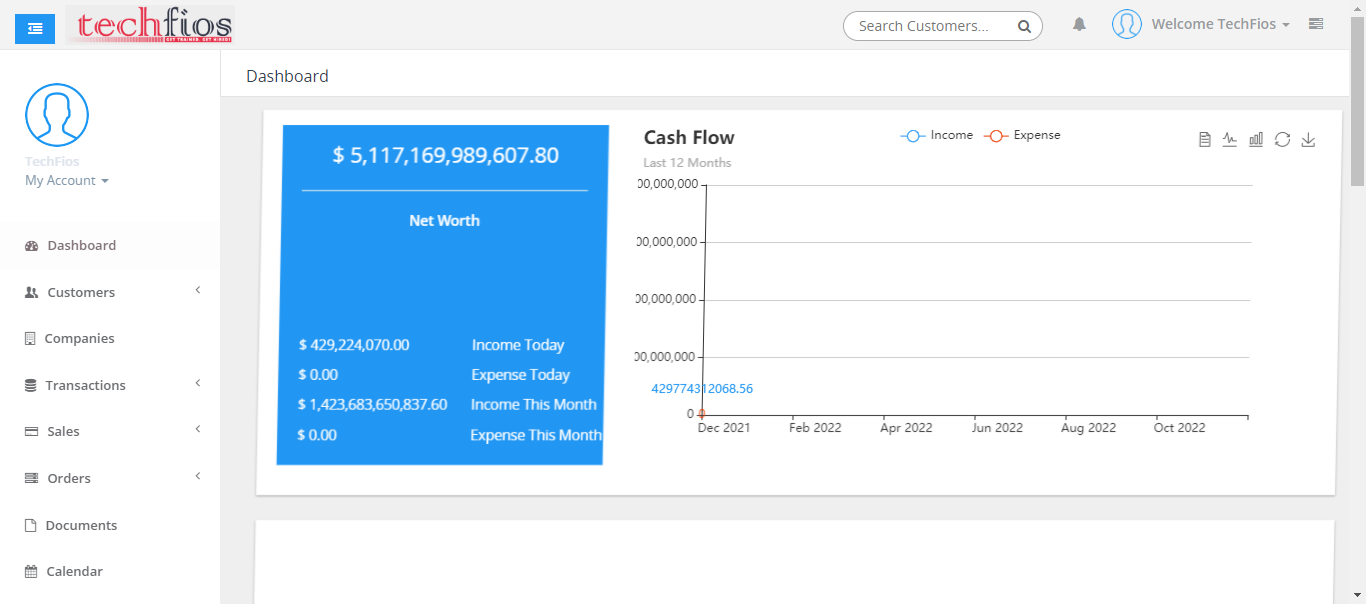 techfios
Search Customers...
Welcome TechFios
TechFios
My Account
Dashboard
Customers
Companies
Transactions
Sales
Orders
Documents
Calendar
Dashboard
$ 5,117,169,989,607.80
Net Worth
$ 429,224,070.00 Income Today
$ 0.00 Expense Today
$ 1,423,683,650,837.60 Income This Month
$ 0.00 Expense This Month
Cash Flow
Last 12 Months
Income Expense
00,000,000
00,000,000
00,000,000
00,000,000
429774312068.56
0
Dec 2021 Feb 2022 Apr 2022 Jun 2022 Aug 2022 Oct 2022